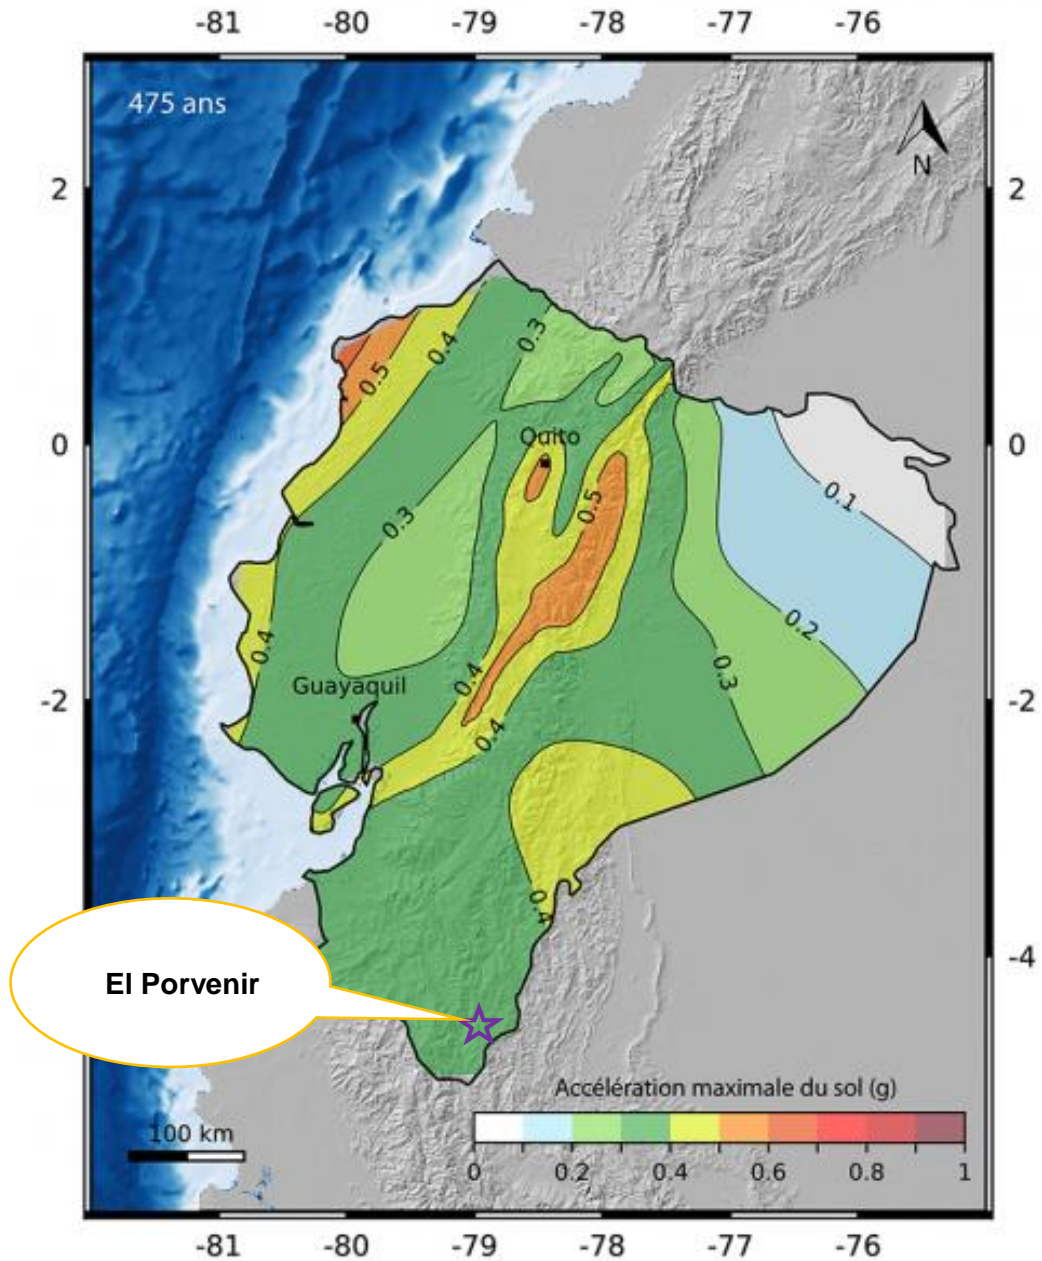 -81 -80 -79 -78 -77 -76
475 ans
N
2 2
0.3
0.4
0.5
Quito
0 0
0.5
0.1
0.3
0.2
0.4
0.3
0.4
Guayaquil
-2 -2
0.4
0.4
-4
El Porvenir
Accélération maximale du sol (g)
100 km
0 0.2 0.4 0.6 0.8 1
-81 -80 -79 -78 -77 -76